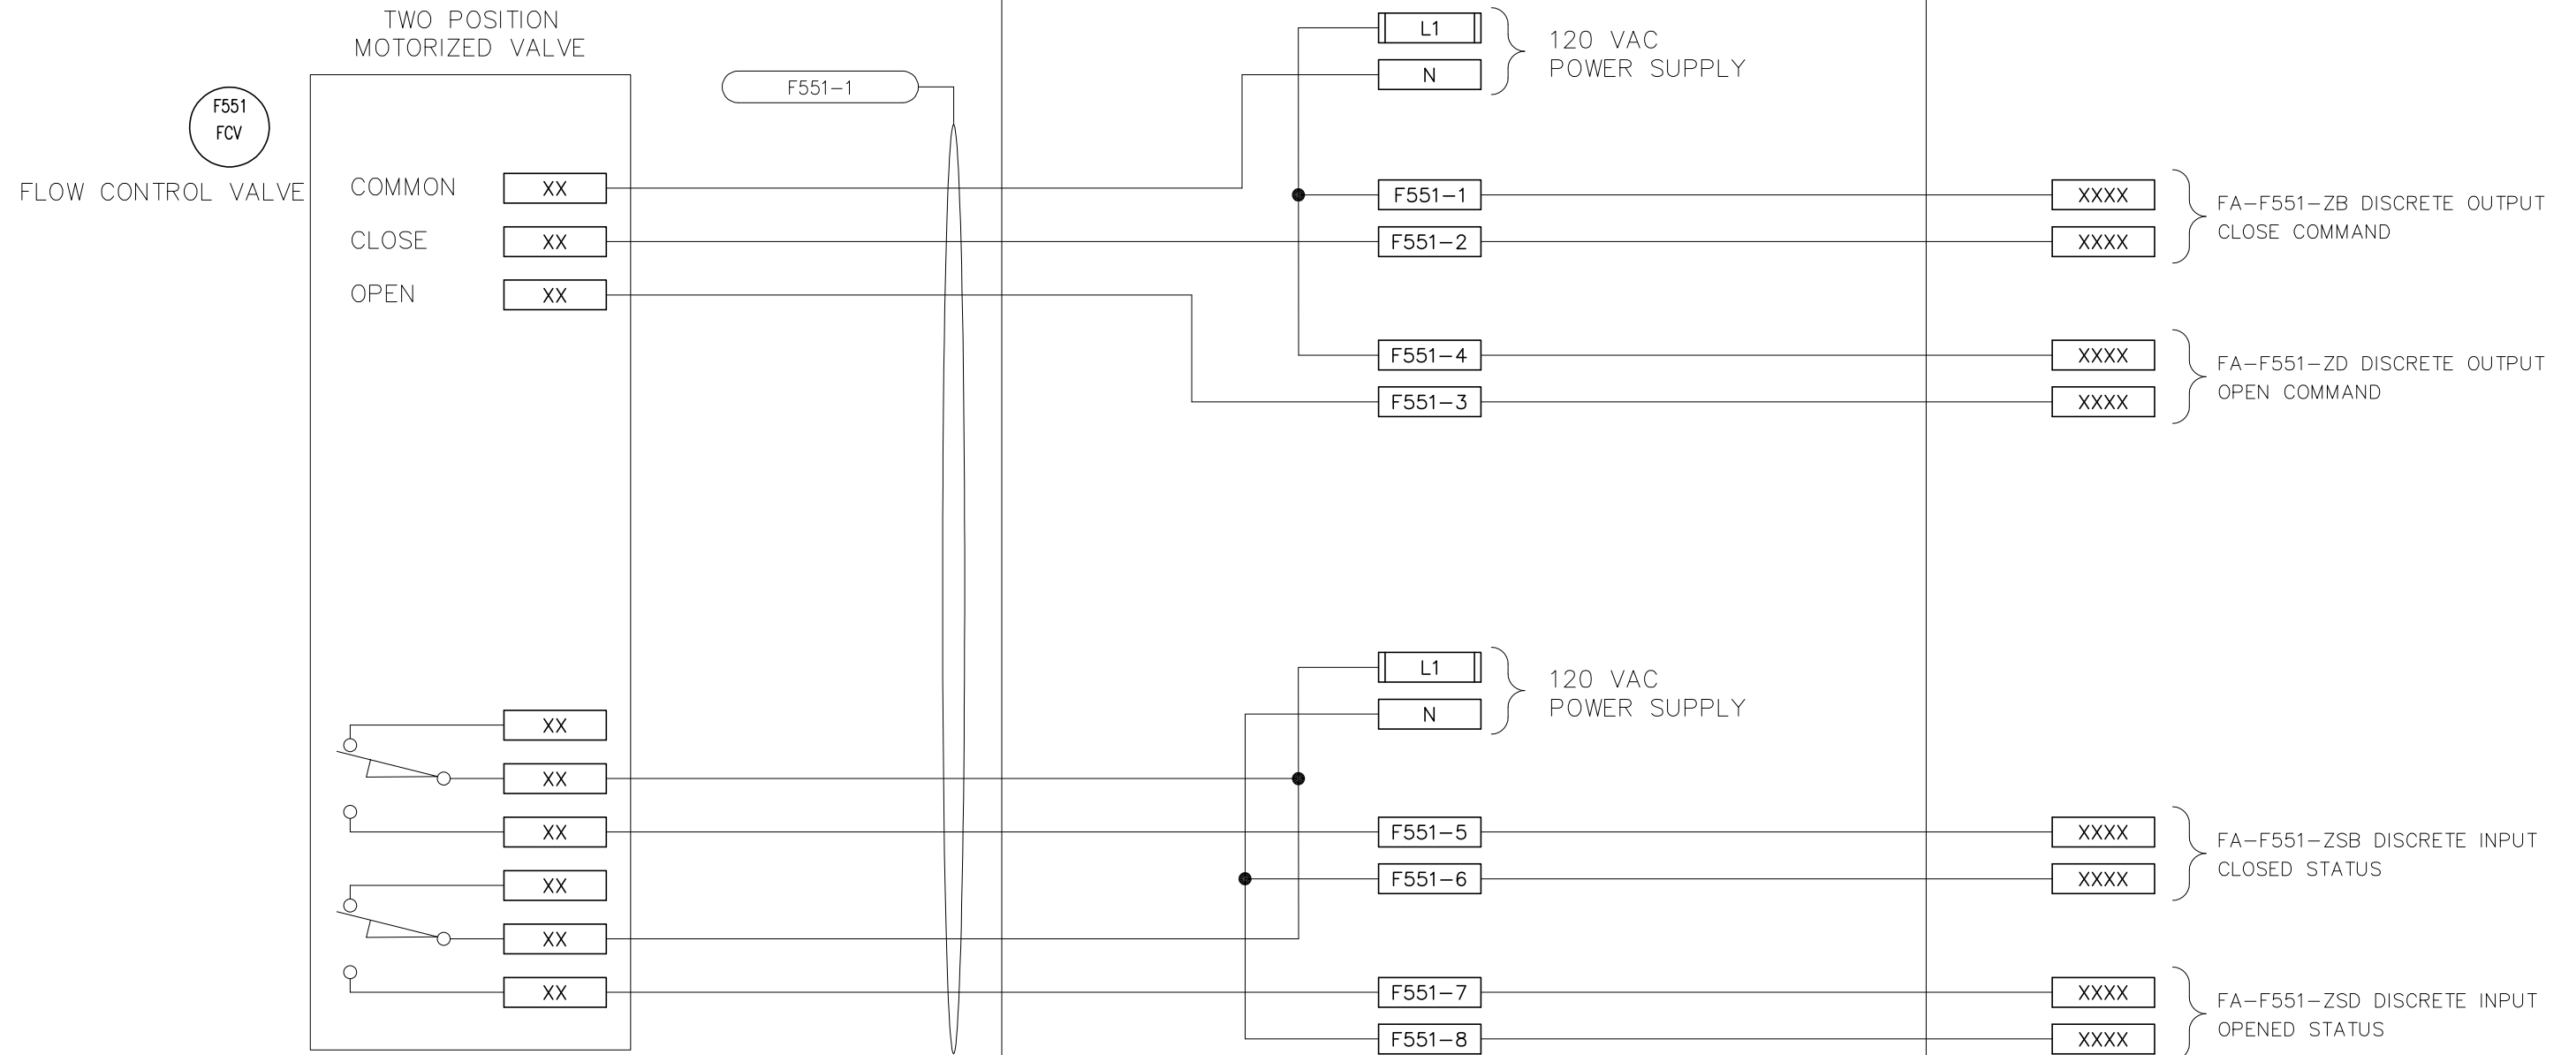 TWO POSITION
MOTORIZED VALVE
F551
FCV
FLOW CONTROL VALVE
F551-1
COMMON
XX
CLOSE
XX
OPEN
XX
L1
N
120 VAC
POWER SUPPLY
F551-1
XXXX
F551-2
XXXX
FA-F551-ZB DISCRETE OUTPUT
CLOSE COMMAND
F551-4
XXXX
F551-3
XXXX
FA-F551-ZD DISCRETE OUTPUT
OPEN COMMAND
L1
N
120 VAC
POWER SUPPLY
XX
XX
XX
F551-5
XXXX
F551-6
XXXX
FA-F551-ZSB DISCRETE INPUT
CLOSED STATUS
XX
XX
XX
F551-7
XXXX
F551-8
XXXX
FA-F551-ZSD DISCRETE INPUT
OPENED STATUS